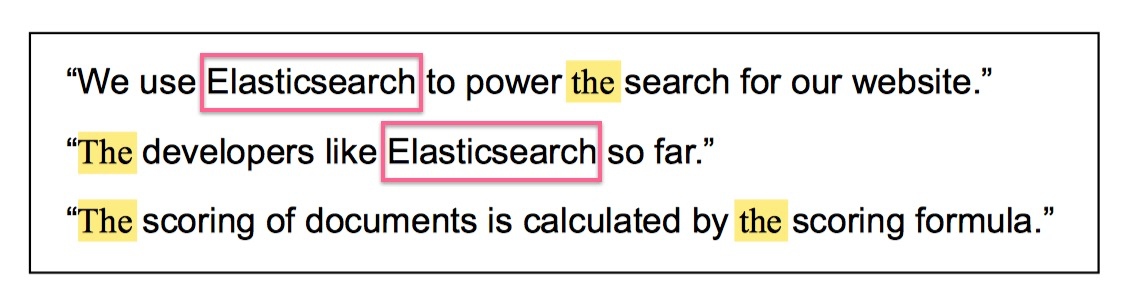 “We use Elasticsearch to power the search for our website.”
“The developers like Elasticsearch so far.”
“The scoring of documents is calculated by the scoring formula.”